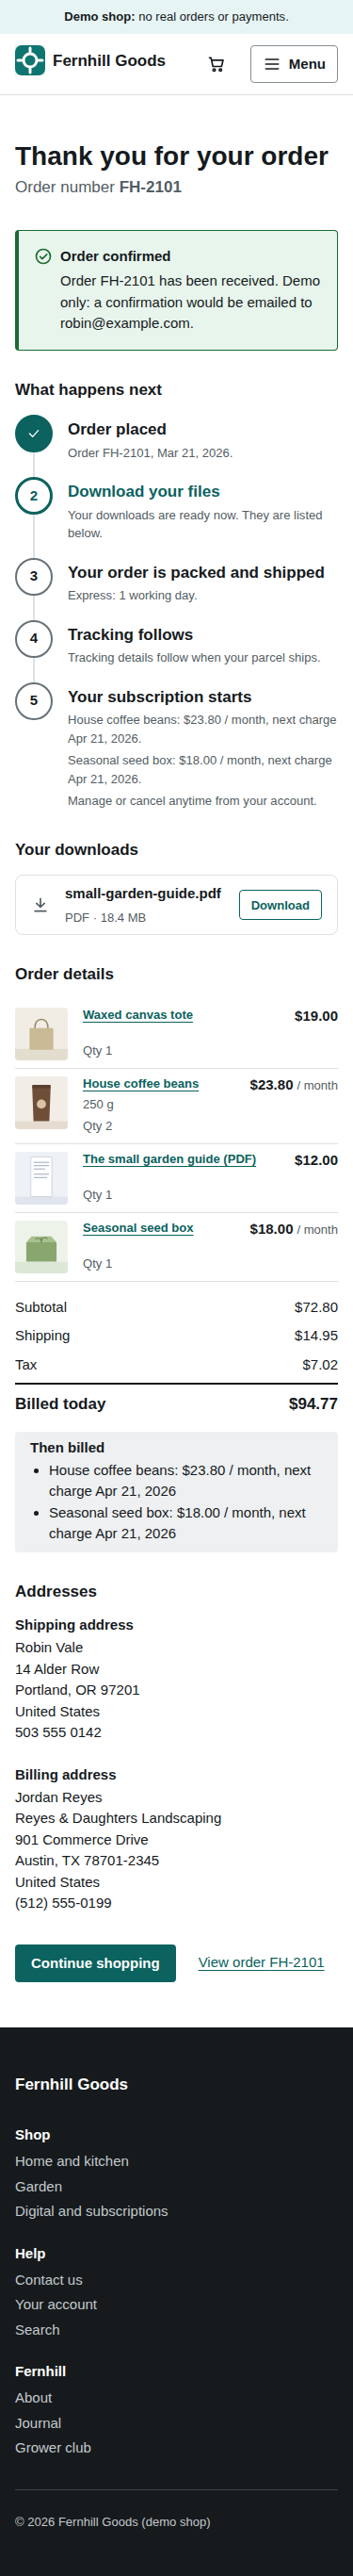 Demo shop: no real orders or payments.
Fernhill Goods
Menu
Thank you for your order
Order number FH-2101
Order confirmed
Order FH-2101 has been received. Demo
only: a confirmation would be emailed to
robin@example.com.
What happens next
Order placed
Order FH-2101, Mar 21, 2026.
2
Download your files
Your downloads are ready now. They are listed
below.
3
Your order is packed and shipped
Express: 1 working day.
4
Tracking follows
Tracking details follow when your parcel ships.
5
Your subscription starts
House coffee beans: $23.80 / month, next charge
Apr 21, 2026.
Seasonal seed box: $18.00 / month, next charge
Apr 21, 2026.
Manage or cancel anytime from your account.
Your downloads
small-garden-guide.pdf
PDF · 18.4 MB
Download
Order details
Waxed canvas tote $19.00
Qty 1
House coffee beans $23.80 / month
250 g
Qty 2
The small garden guide (PDF) $12.00
Qty 1
Seasonal seed box $18.00 / month
Qty 1
Subtotal $72.80
Shipping $14.95
Tax $7.02
Billed today $94.77
Then billed
• House coffee beans: $23.80 / month, next
charge Apr 21, 2026
• Seasonal seed box: $18.00 / month, next
charge Apr 21, 2026
Addresses
Shipping address
Robin Vale
14 Alder Row
Portland, OR 97201
United States
503 555 0142
Billing address
Jordan Reyes
Reyes & Daughters Landscaping
901 Commerce Drive
Austin, TX 78701-2345
United States
(512) 555-0199
Continue shopping
View order FH-2101
Fernhill Goods
Shop
Home and kitchen
Garden
Digital and subscriptions
Help
Contact us
Your account
Search
Fernhill
About
Journal
Grower club
© 2026 Fernhill Goods (demo shop)